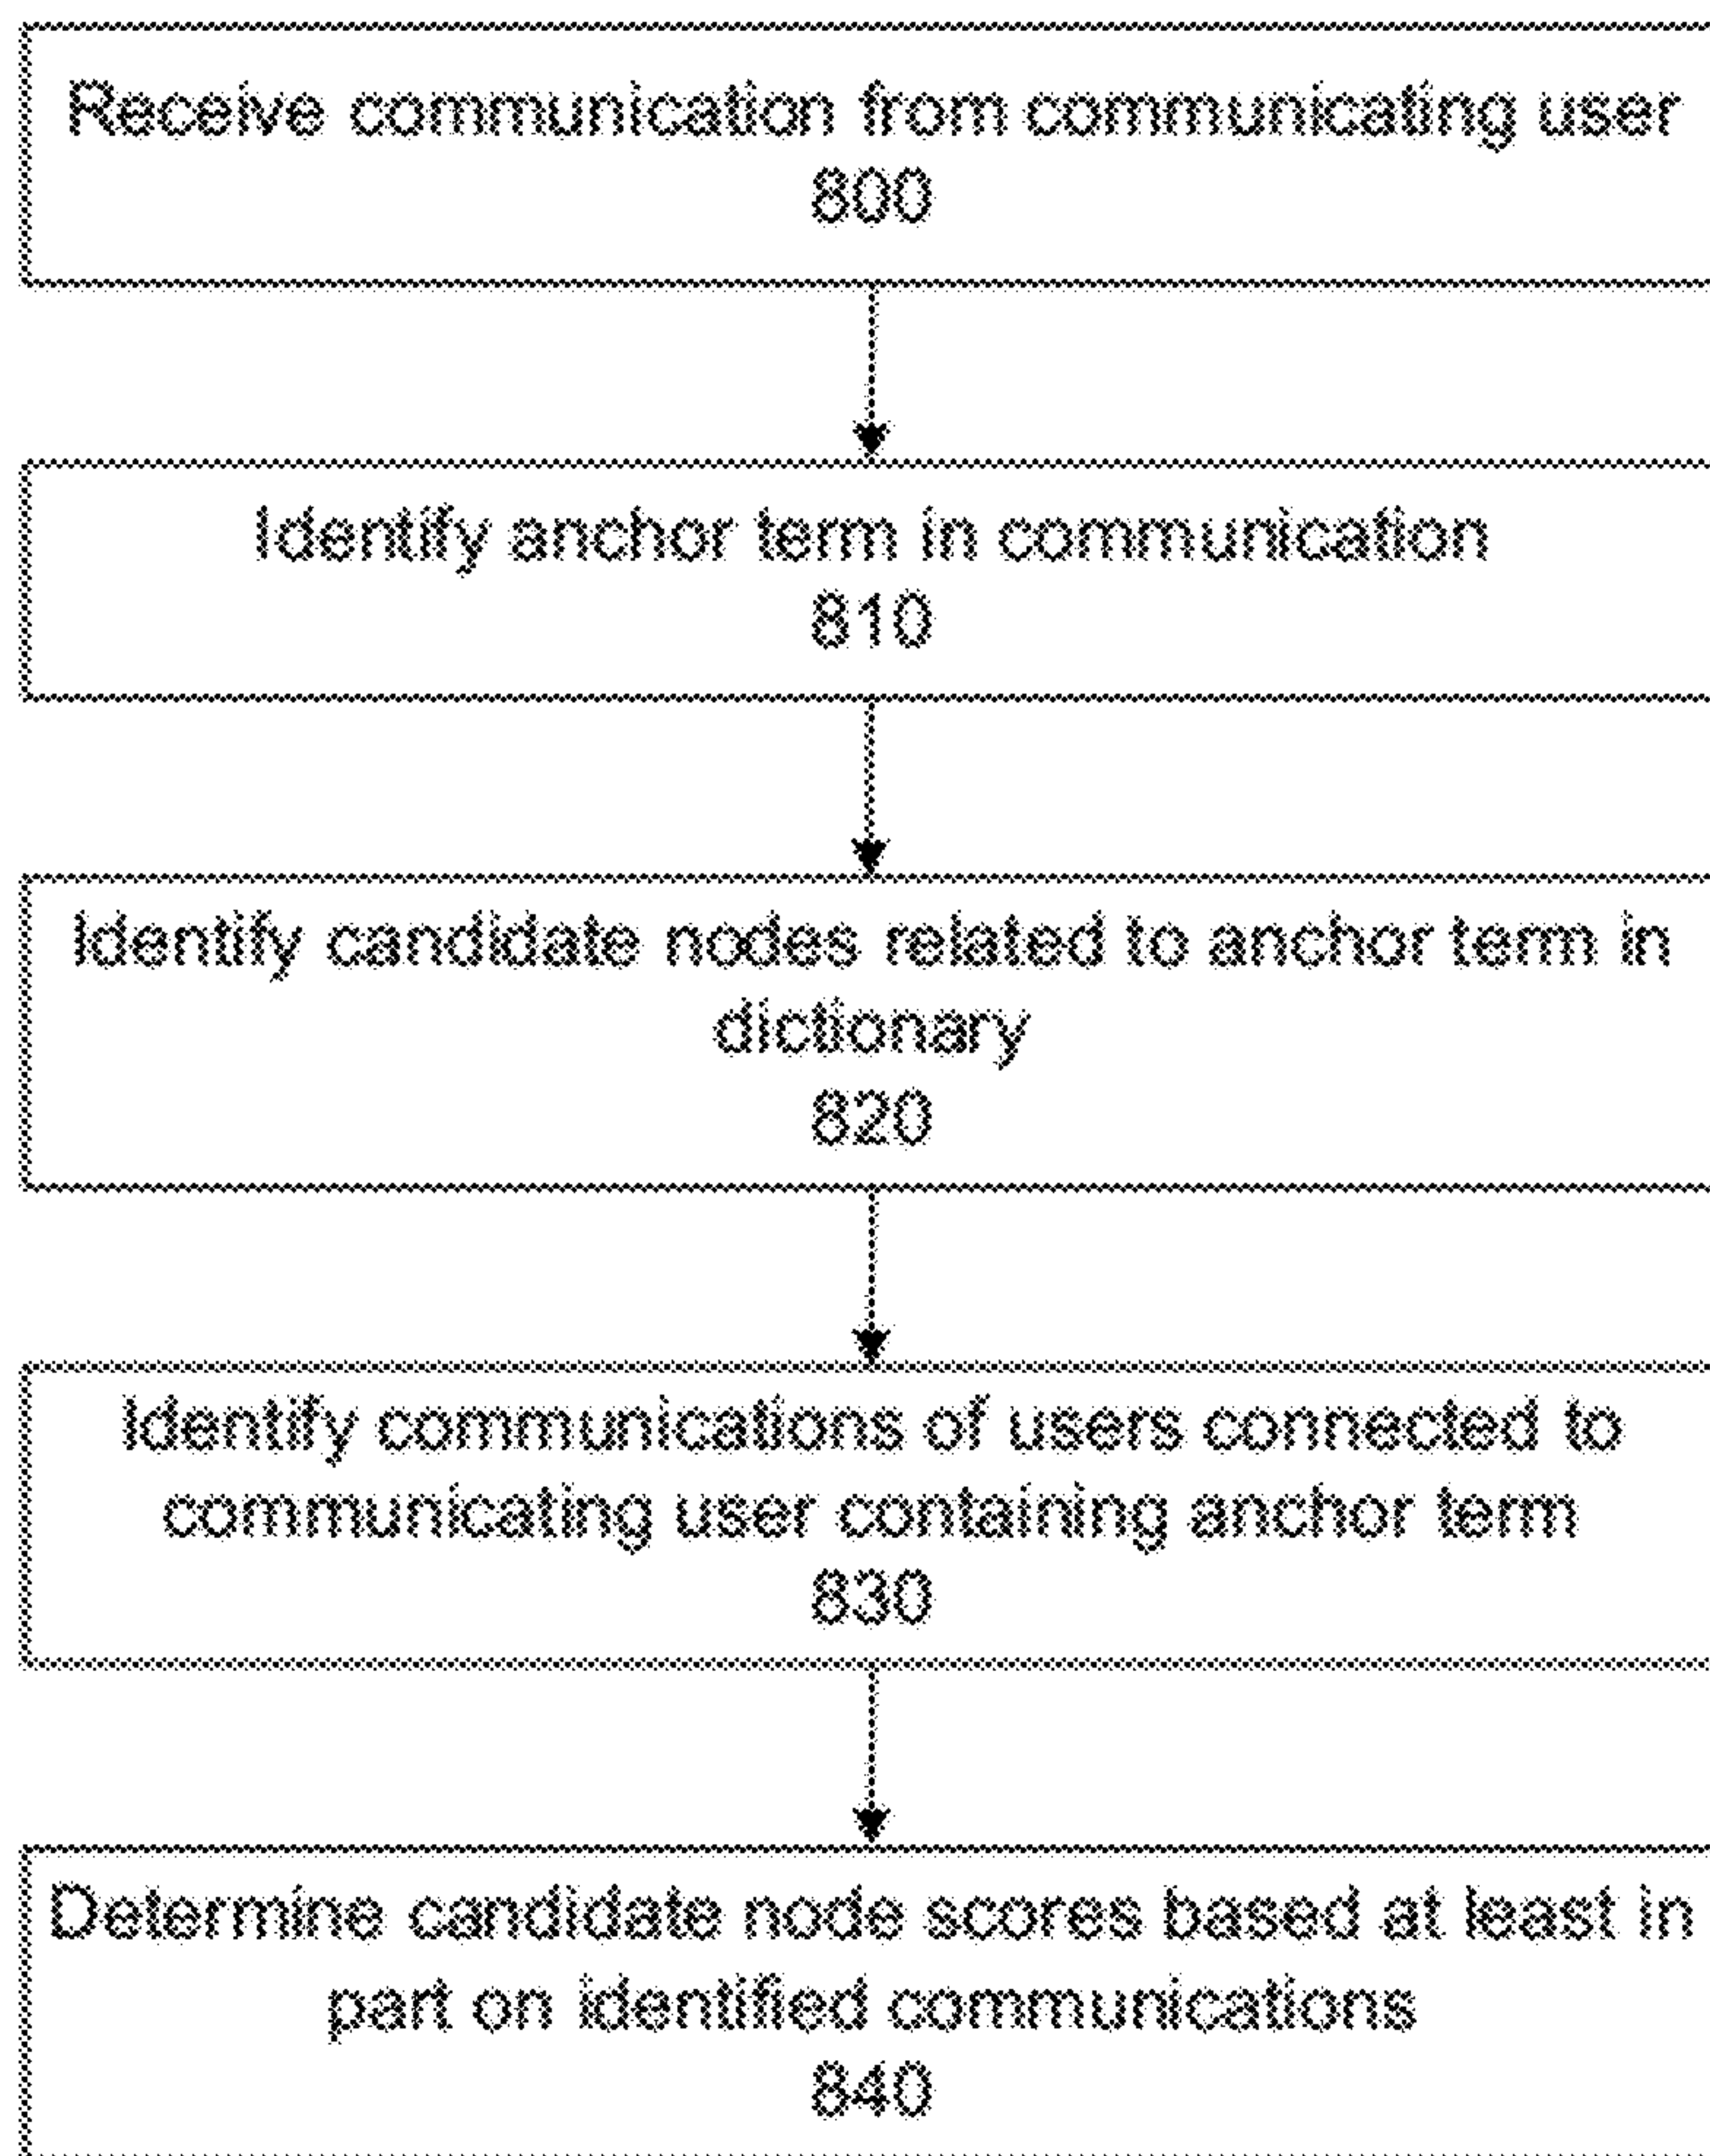 Receive communication from communicating user
800
Identify anchor term in communication
810
Identify candidate nodes related to anchor term in
dictionary
820
Identify communications of users connected to
communicating user containing anchor term
830
Determine candidate node scores based at least in
part on identified communications
840